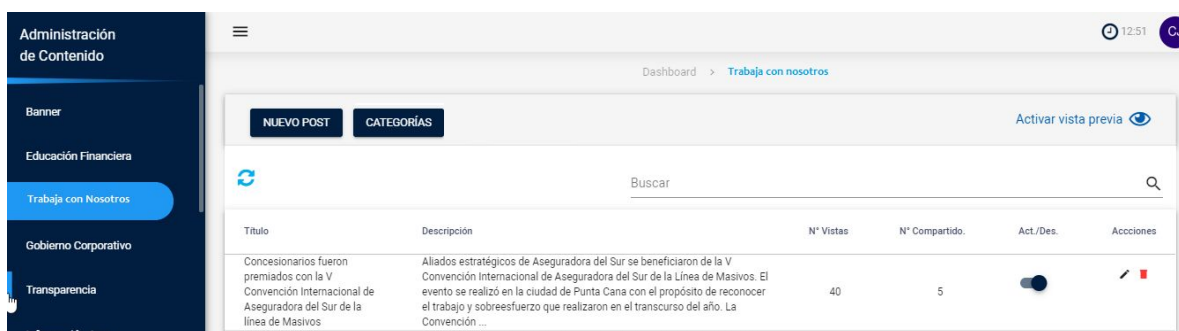 Administración
de Contenido
12:51
CJ
Dashboard > Trabaja con nosotros
Banner
NUEVO POST
CATEGORÍAS
Activar vista previa
Educación Financiera
Buscar
Trabaja con Nosotros
Título
Descripción
N° Vistas
N° Compartido.
Act./Des.
Accciones
Gobierno Corporativo
Transparencia
Concesionarios fueron
premiados con la V
Convención Internacional de
Aseguradora del Sur de la
línea de Masivos
Aliados estratégicos de Aseguradora del Sur se beneficiaron de la V
Convención Internacional de Aseguradora del Sur de la Línea de Masivos. El
evento se realizó en la ciudad de Punta Cana con el propósito de reconocer
el trabajo y sobreesfuerzo que realizaron en el transcurso del año. La
Convención ...
40
5